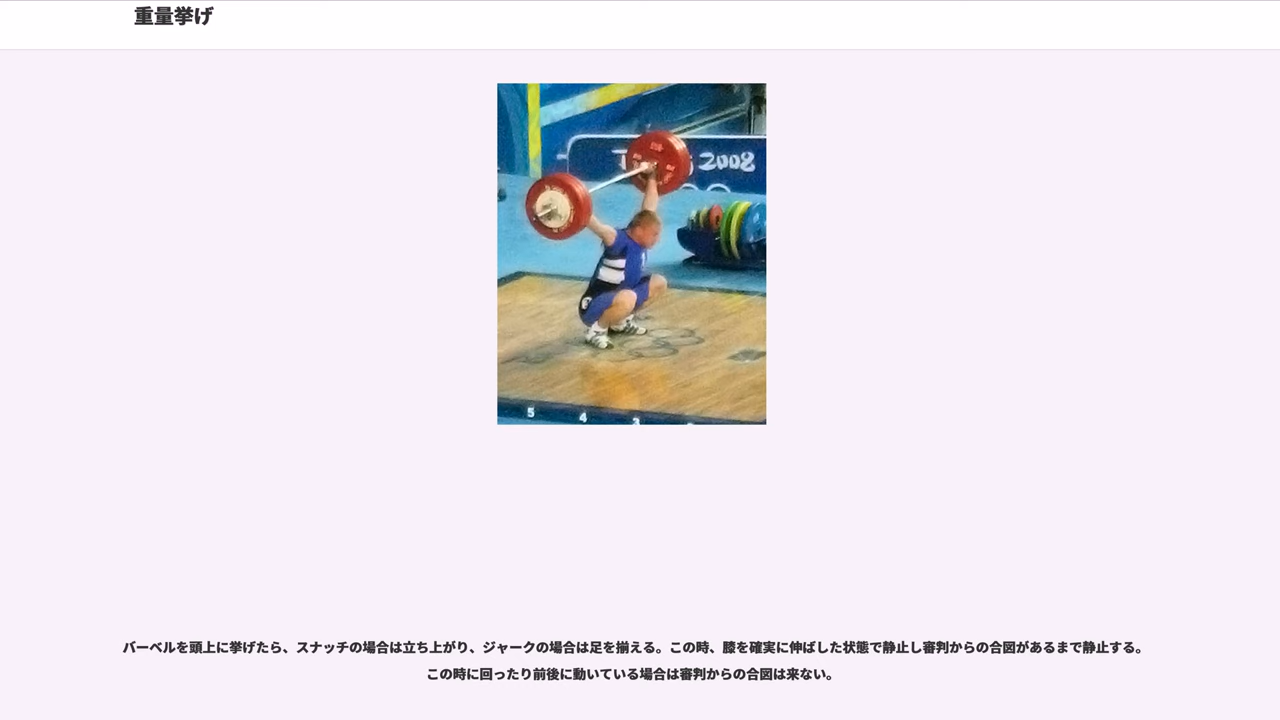 重量挙げ
2008
5
4
3
バーベルを頭上に挙げたら、スナッチの場合は立ち上がり、ジャークの場合は足を揃える。この時、膝を確実に伸ばした状態で静止し審判からの合図があるまで静止する。
この時に回ったり前後に動いている場合は審判からの合図は来ない。